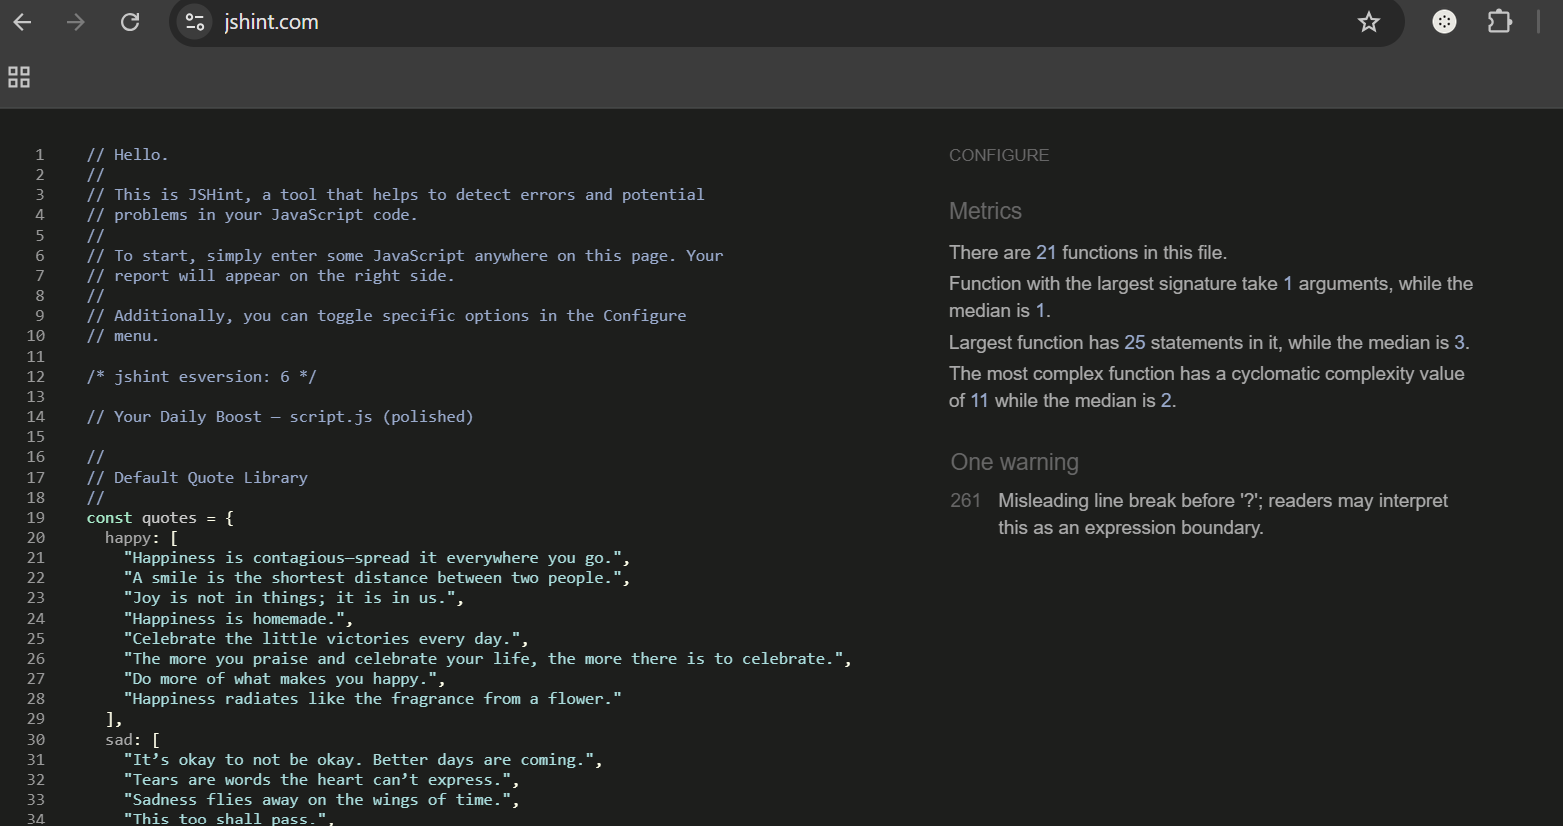 jshint.com
1 // Hello.
2 //
3 // This is JSHint, a tool that helps to detect errors and potential
4 // problems in your JavaScript code.
5 //
6 // To start, simply enter some JavaScript anywhere on this page. Your
7 // report will appear on the right side.
8 //
9 // Additionally, you can toggle specific options in the Configure
10 // menu.
11
12 /* jshint esversion: 6 */
13
14 // Your Daily Boost — script.js (polished)
15
16 //
17 // Default Quote Library
18 //
19 const quotes = {
20 happy: [
21 "Happiness is contagious—spread it everywhere you go.",
22 "A smile is the shortest distance between two people.",
23 "Joy is not in things; it is in us.",
24 "Happiness is homemade.",
25 "Celebrate the little victories every day.",
26 "The more you praise and celebrate your life, the more there is to celebrate.",
27 "Do more of what makes you happy.",
28 "Happiness radiates like the fragrance from a flower."
29 ],
30 sad: [
31 "It’s okay to not be okay. Better days are coming.",
32 "Tears are words the heart can’t express.",
33 "Sadness flies away on the wings of time.",
34 "This too shall pass.",
CONFIGURE
Metrics
There are 21 functions in this file.
Function with the largest signature take 1 arguments, while the
median is 1.
Largest function has 25 statements in it, while the median is 3.
The most complex function has a cyclomatic complexity value
of 11 while the median is 2.
One warning
261 Misleading line break before '?'; readers may interpret
this as an expression boundary.